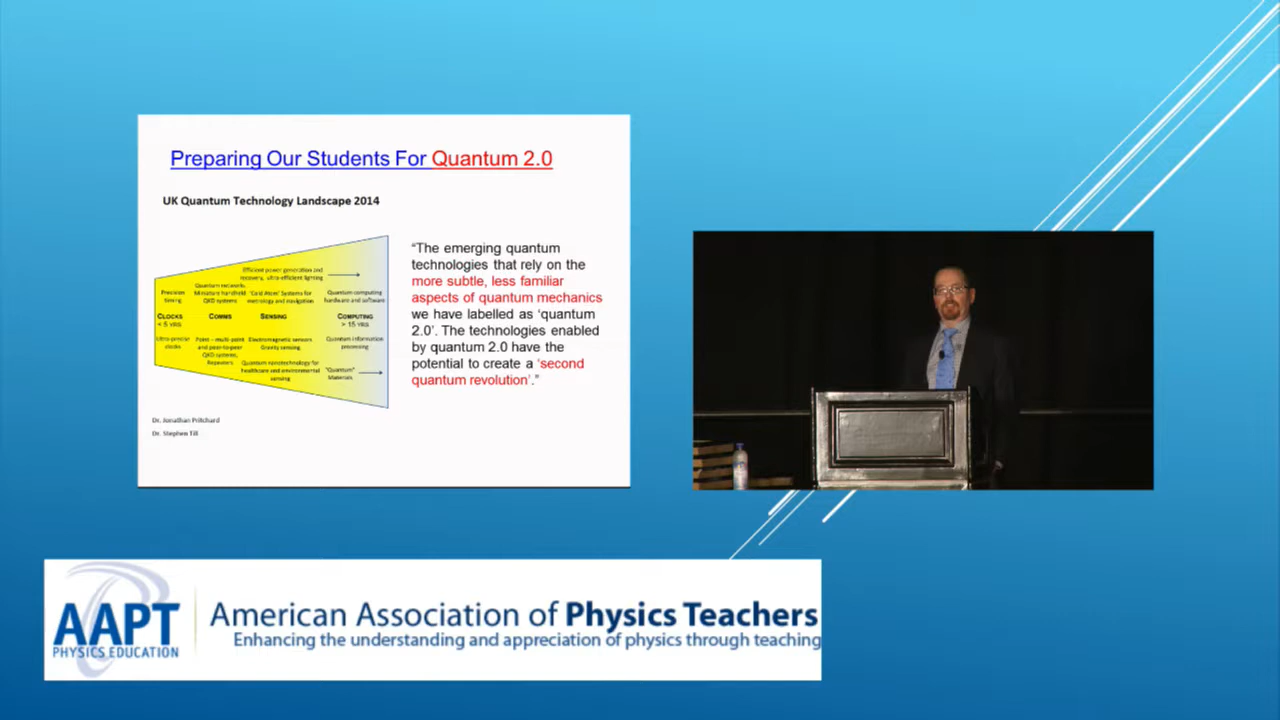 Preparing Our Students For Quantum 2.0
UK Quantum Technology Landscape 2014
Efficient power generation and
recovery, ultra-efficient lighting
Precision
timing
Quantum networks,
Miniature handheld
QKD systems
'Cold Atom' Systems for
metrology and navigation
Quantum computing
hardware and software
CLOCKS
< 5 YRS
COMMS
SENSING
COMPUTING
> 15 YRS
Ultra-precise
clocks
Point – multi-point
and peer-to-peer
QKD systems,
Repeaters
Electromagnetic sensors
Gravity sensing
Quantum information
processing
Quantum nanotechnology for
healthcare and environmental
sensing
"Quantum"
Materials
“The emerging quantum
technologies that rely on the
more subtle, less familiar
aspects of quantum mechanics
we have labelled as ‘quantum
2.0’. The technologies enabled
by quantum 2.0 have the
potential to create a ‘second
quantum revolution’.”
Dr. Jonathan Pritchard
Dr. Stephen Till
AAPT
PHYSICS EDUCATION
American Association of Physics Teachers
Enhancing the understanding and appreciation of physics through teaching